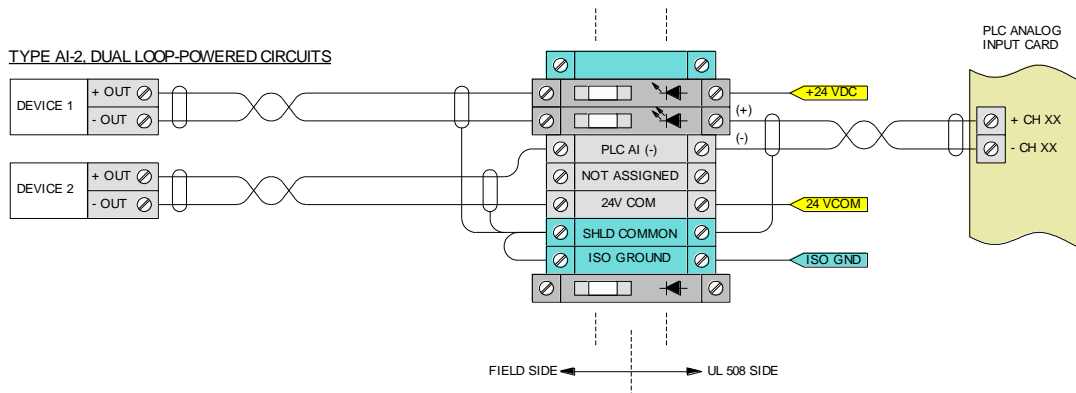 TYPE AI-2, DUAL LOOP-POWERED CIRCUITS
PLC ANALOG
INPUT CARD
DEVICE 1
+ OUT
- OUT
+24 VDC
(+)
(-)
+ CH XX
- CH XX
PLC AI (-)
NOT ASSIGNED
DEVICE 2
+ OUT
- OUT
24V COM
24 VCOM
SHLD COMMON
ISO GROUND
ISO GND
FIELD SIDE
UL 508 SIDE